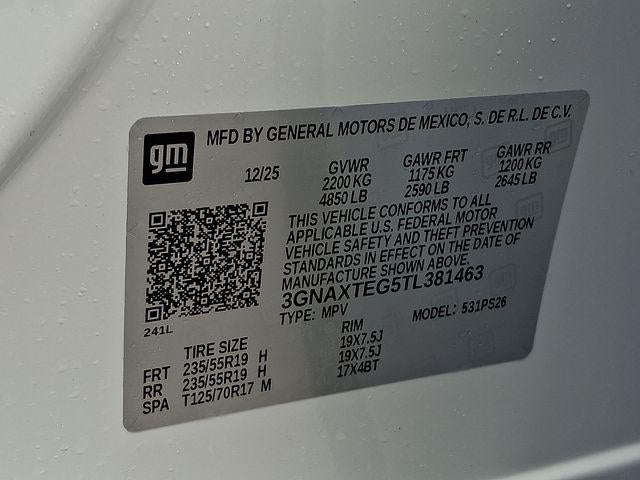 gm
MFD BY GENERAL MOTORS DE MEXICO, S. DE R.L. DE C.V.
12/25 GVWR GAWR FRT GAWR RR
2200 KG 1175 KG 1200 KG
4850 LB 2590 LB 2645 LB
THIS VEHICLE CONFORMS TO ALL
APPLICABLE U.S. FEDERAL MOTOR
VEHICLE SAFETY AND THEFT PREVENTION
STANDARDS IN EFFECT ON THE DATE OF
MANUFACTURE SHOWN ABOVE.
3GNAXTEG5TL381463
TYPE: MPV MODEL: 531PS26
241L
TIRE SIZE RIM
FRT 235/55R19 H 19X7.5J
RR 235/55R19 H 19X7.5J
SPA T125/70R17 M 17X4BT